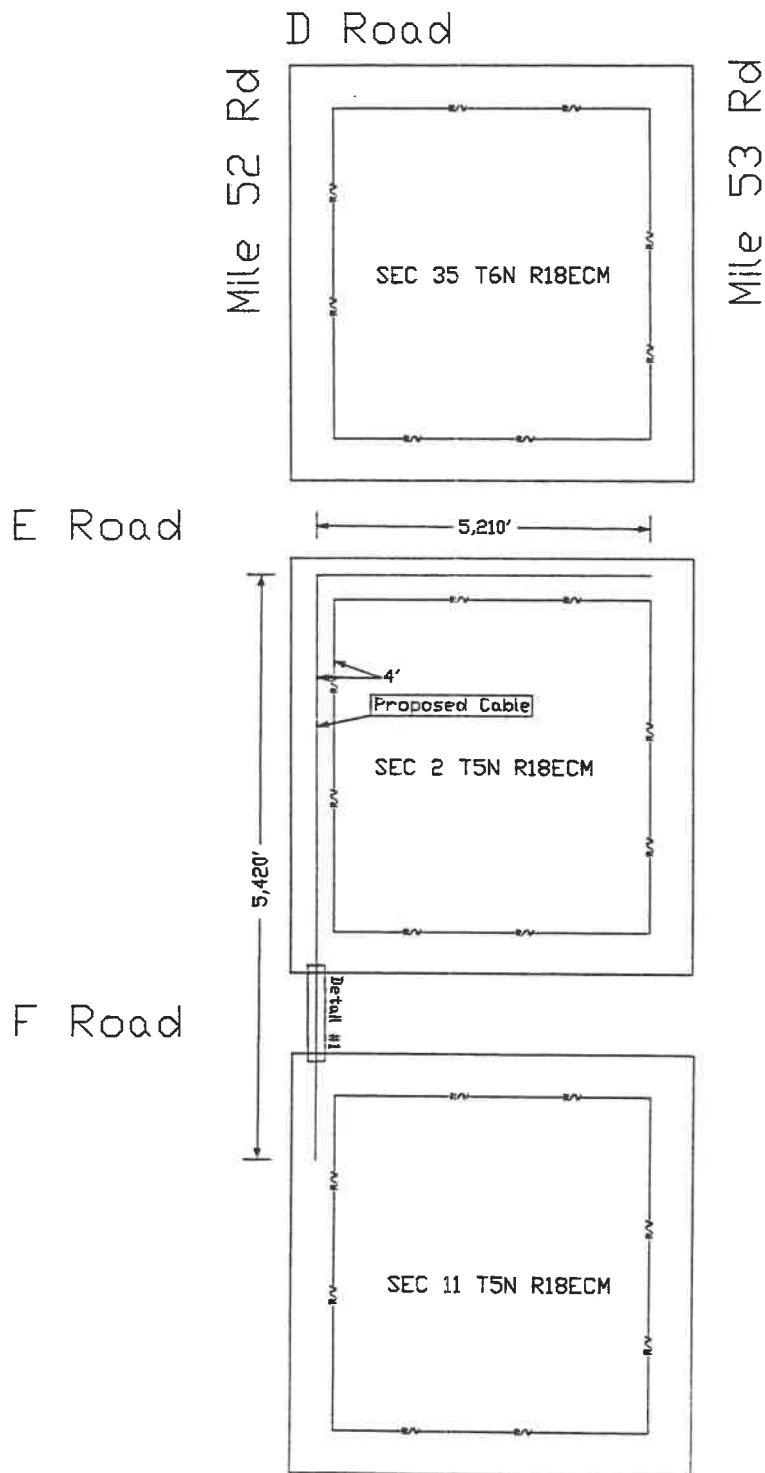 D Road
Mile 52 Rd
Mile 53 Rd
R/W
R/W
R/W
R/W
R/W
R/W
SEC 35 T6N R18ECM
R/W
R/W
E Road
5,210'
R/W
R/W
4'
R/W
Proposed Cable
R/W
SEC 2 T5N R18ECM
R/W
R/W
5,420'
R/W
R/W
Detail #1
F Road
R/W
R/W
R/W
R/W
SEC 11 T5N R18ECM
R/W
R/W
R/W
R/W